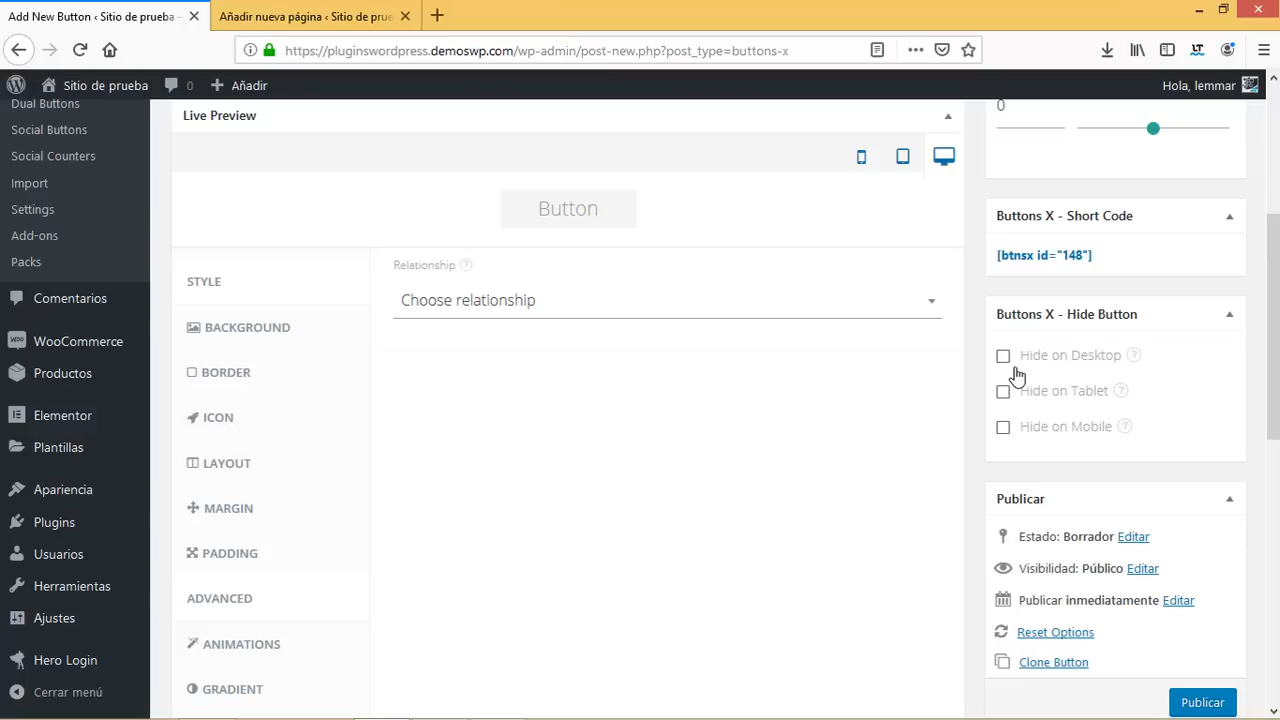 Add New Button ‹ Sitio de prueba –
Añadir nueva página ‹ Sitio de prue
https://pluginswordpress.demoswp.com/wp-admin/post-new.php?post_type=buttons-x
Sitio de prueba
0
Añadir
Hola, lemmar
Dual Buttons
Social Buttons
Social Counters
Import
Settings
Add-ons
Packs
Comentarios
WooCommerce
Productos
Elementor
Plantillas
Apariencia
Plugins
Usuarios
Herramientas
Ajustes
Hero Login
Cerrar menú
Live Preview
Button
STYLE
BACKGROUND
BORDER
ICON
LAYOUT
MARGIN
PADDING
ADVANCED
ANIMATIONS
GRADIENT
Relationship ?
Choose relationship
0
Buttons X - Short Code
[btnsx id="148"]
Buttons X - Hide Button
Hide on Desktop ?
Hide on Tablet ?
Hide on Mobile ?
Publicar
Estado: Borrador Editar
Visibilidad: Público Editar
Publicar inmediatamente Editar
Reset Options
Clone Button
Publicar